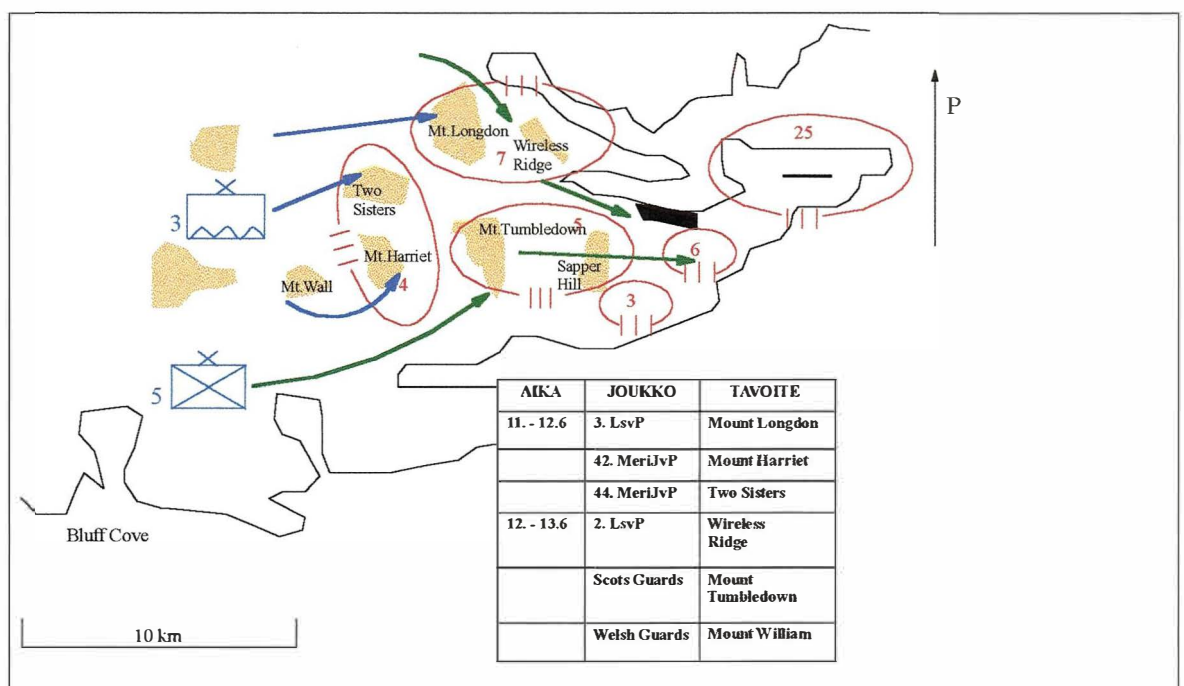 P
25
Mt.Longdon
7
Wireless
Ridge
Two
Sisters
3
Mt.Tumbledown
5
6
Mt.Harriet
Sapper
Hill
4
Mt.Wall
3
5
AIKA JOUKKO TAVOITE
11. - 12.6 3. LsvP Mount Longdon
42. MeriJvP Mount Harriet
44. MeriJvP Two Sisters
12. - 13.6 2. LsvP Wireless
Ridge
Scots Guards Mount
Tumbledown
Welsh Guards Mount William
Bluff Cove
10 km